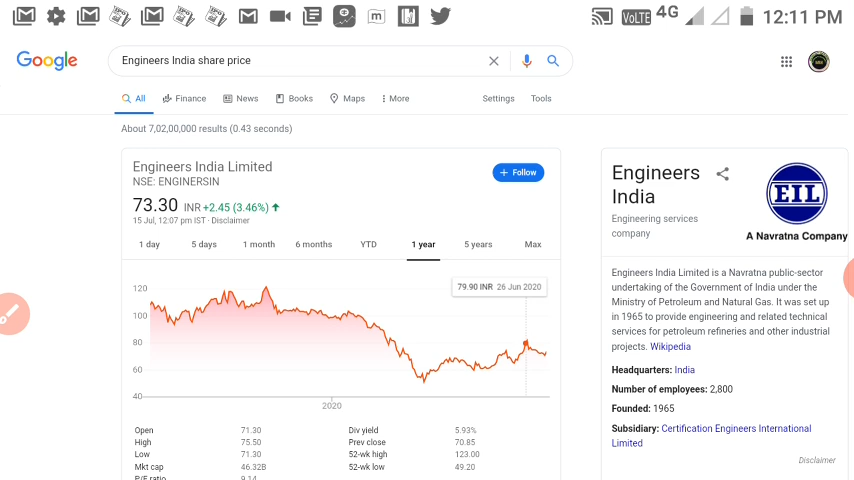 VoLTE 4G 12:11 PM
Google
Engineers India share price
All Finance News Books Maps More Settings Tools
About 7,02,00,000 results (0.43 seconds)
Engineers India Limited
NSE: ENGINERSIN
+ Follow
73.30 INR +2.45 (3.46%)
15 Jul, 12:07 pm IST · Disclaimer
1 day 5 days 1 month 6 months YTD 1 year 5 years Max
79.90 INR 26 Jun 2020
120
100
80
60
40
2020
Open 71.30 Div yield 5.93%
High 75.50 Prev close 70.85
Low 71.30 52-wk high 123.00
Mkt cap 46.32B 52-wk low 49.20
P/E ratio 9.14
Engineers
India
Engineering services
company
EIL
A Navratna Company
Engineers India Limited is a Navratna public-sector
undertaking of the Government of India under the
Ministry of Petroleum and Natural Gas. It was set up
in 1965 to provide engineering and related technical
services for petroleum refineries and other industrial
projects. Wikipedia
Headquarters: India
Number of employees: 2,800
Founded: 1965
Subsidiary: Certification Engineers International
Limited
Disclaimer